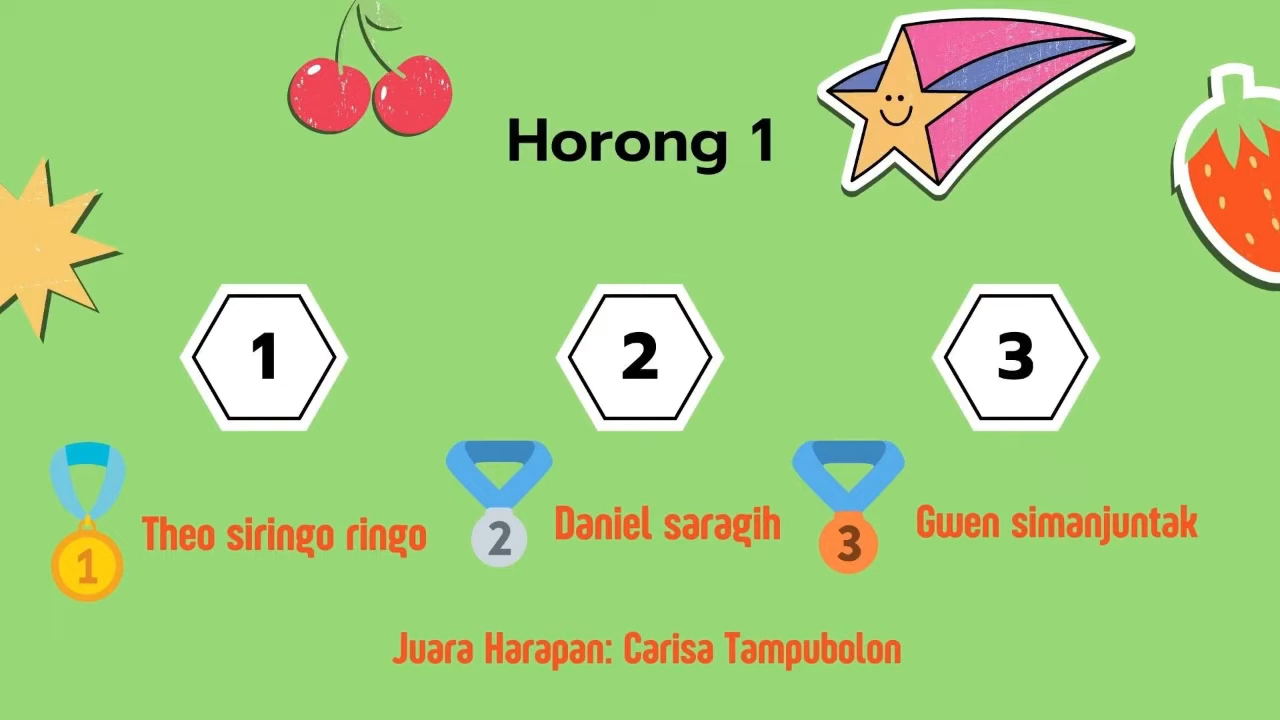 Horong 1
1
2
3
1
Theo siringo ringo
2
Daniel saragih
3
Gwen simanjuntak
Juara Harapan: Carisa Tampubolon